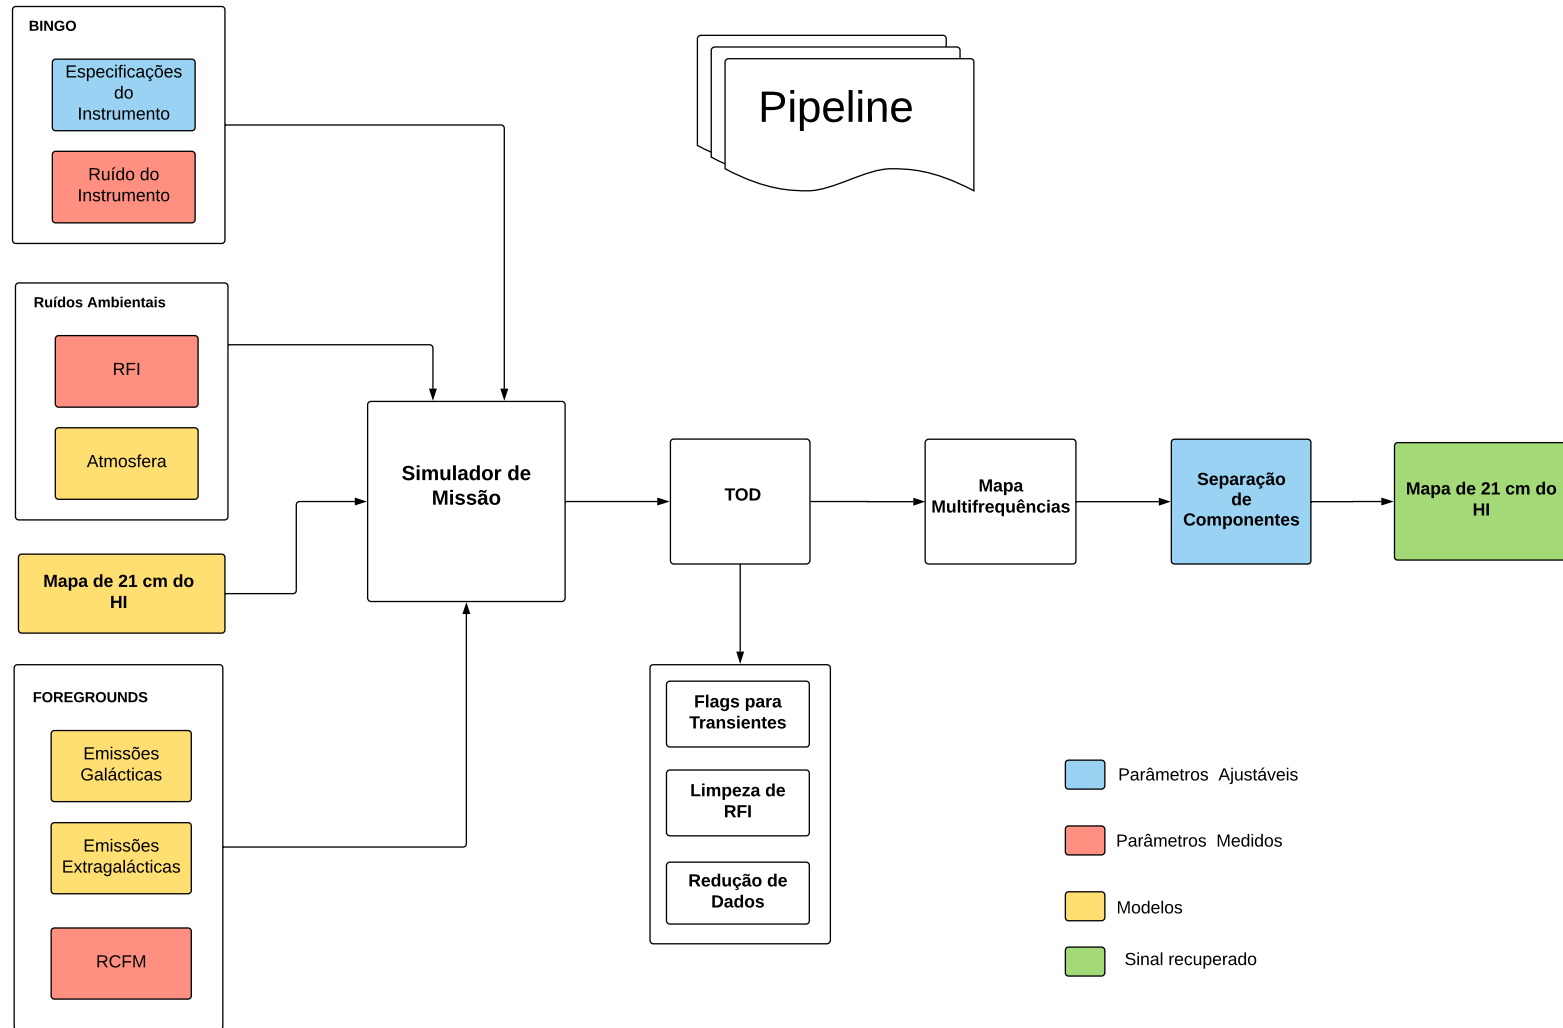 BINGO
Especificações
do
Instrumento
Ruído do
Instrumento
Pipeline
Ruídos Ambientais
RFI
Atmosfera
Mapa de 21 cm do
HI
FOREGROUNDS
Emissões
Galácticas
Emissões
Extragalácticas
RCFM
Simulador de
Missão
TOD
Flags para
Transientes
Limpeza de
RFI
Redução de
Dados
Mapa
Multifrequências
Separação
de
Componentes
Mapa de 21 cm do
HI
Parâmetros Ajustáveis
Parâmetros Medidos
Modelos
Sinal recuperado